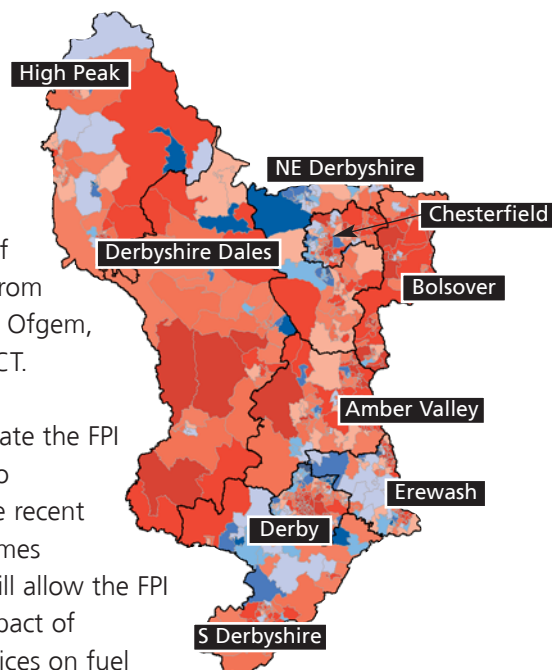 High Peak
NE Derbyshire
Chesterfield
Derbyshire Dales
Bolsover
Amber Valley
Erewash
Derby
S Derbyshire
f
rom
Ofgem,
CT.
ate the FPI
o
e recent
mes
ill allow the FPI
pact of
ices on fuel